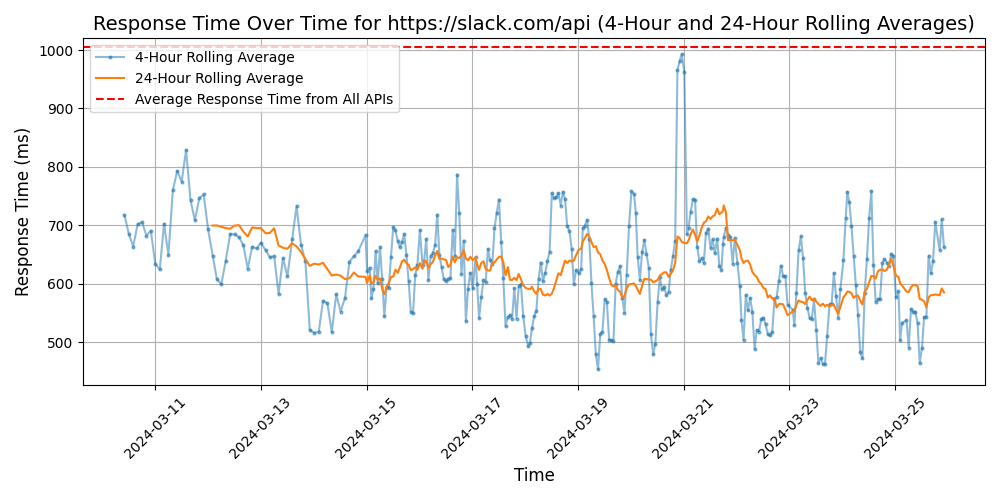 Response Time Over Time for https://slack.com/api (4-Hour and 24-Hour Rolling Averages)
4-Hour Rolling Average
24-Hour Rolling Average
Average Response Time from All APIs
Response Time (ms)
1000
900
800
700
600
500
2024-03-11
2024-03-13
2024-03-15
2024-03-17
2024-03-19
2024-03-21
2024-03-23
2024-03-25
Time